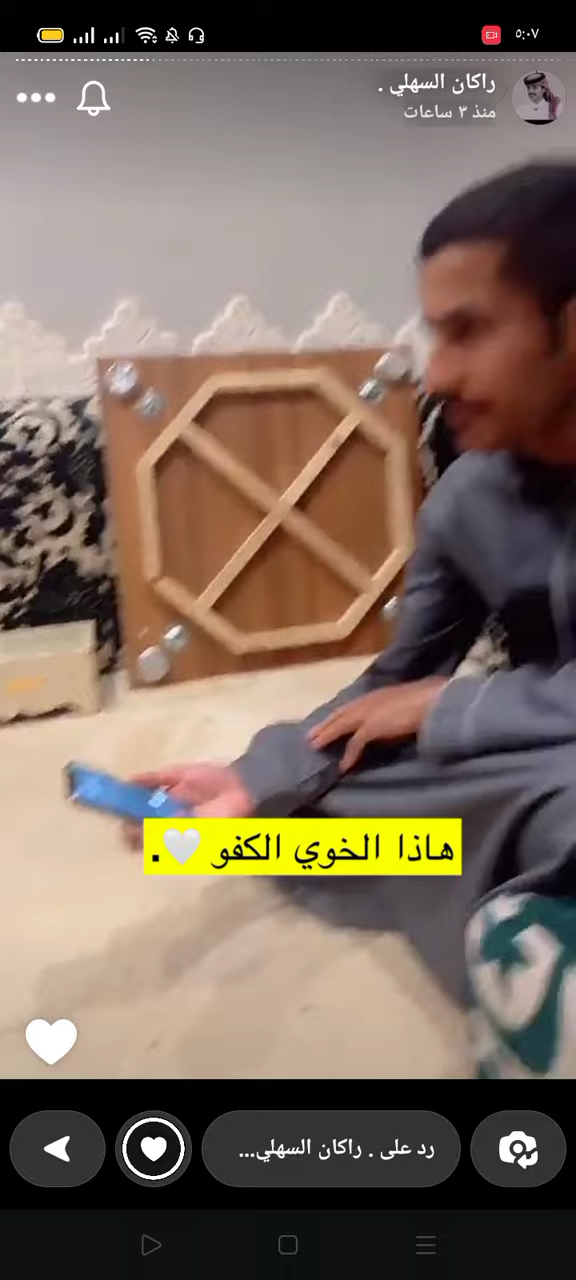 ٥:٠٧
راكان السهلي .
منذ ٣ ساعات
هاذا الخوي الكفو 🤍.
رد على . راكان السهلي...